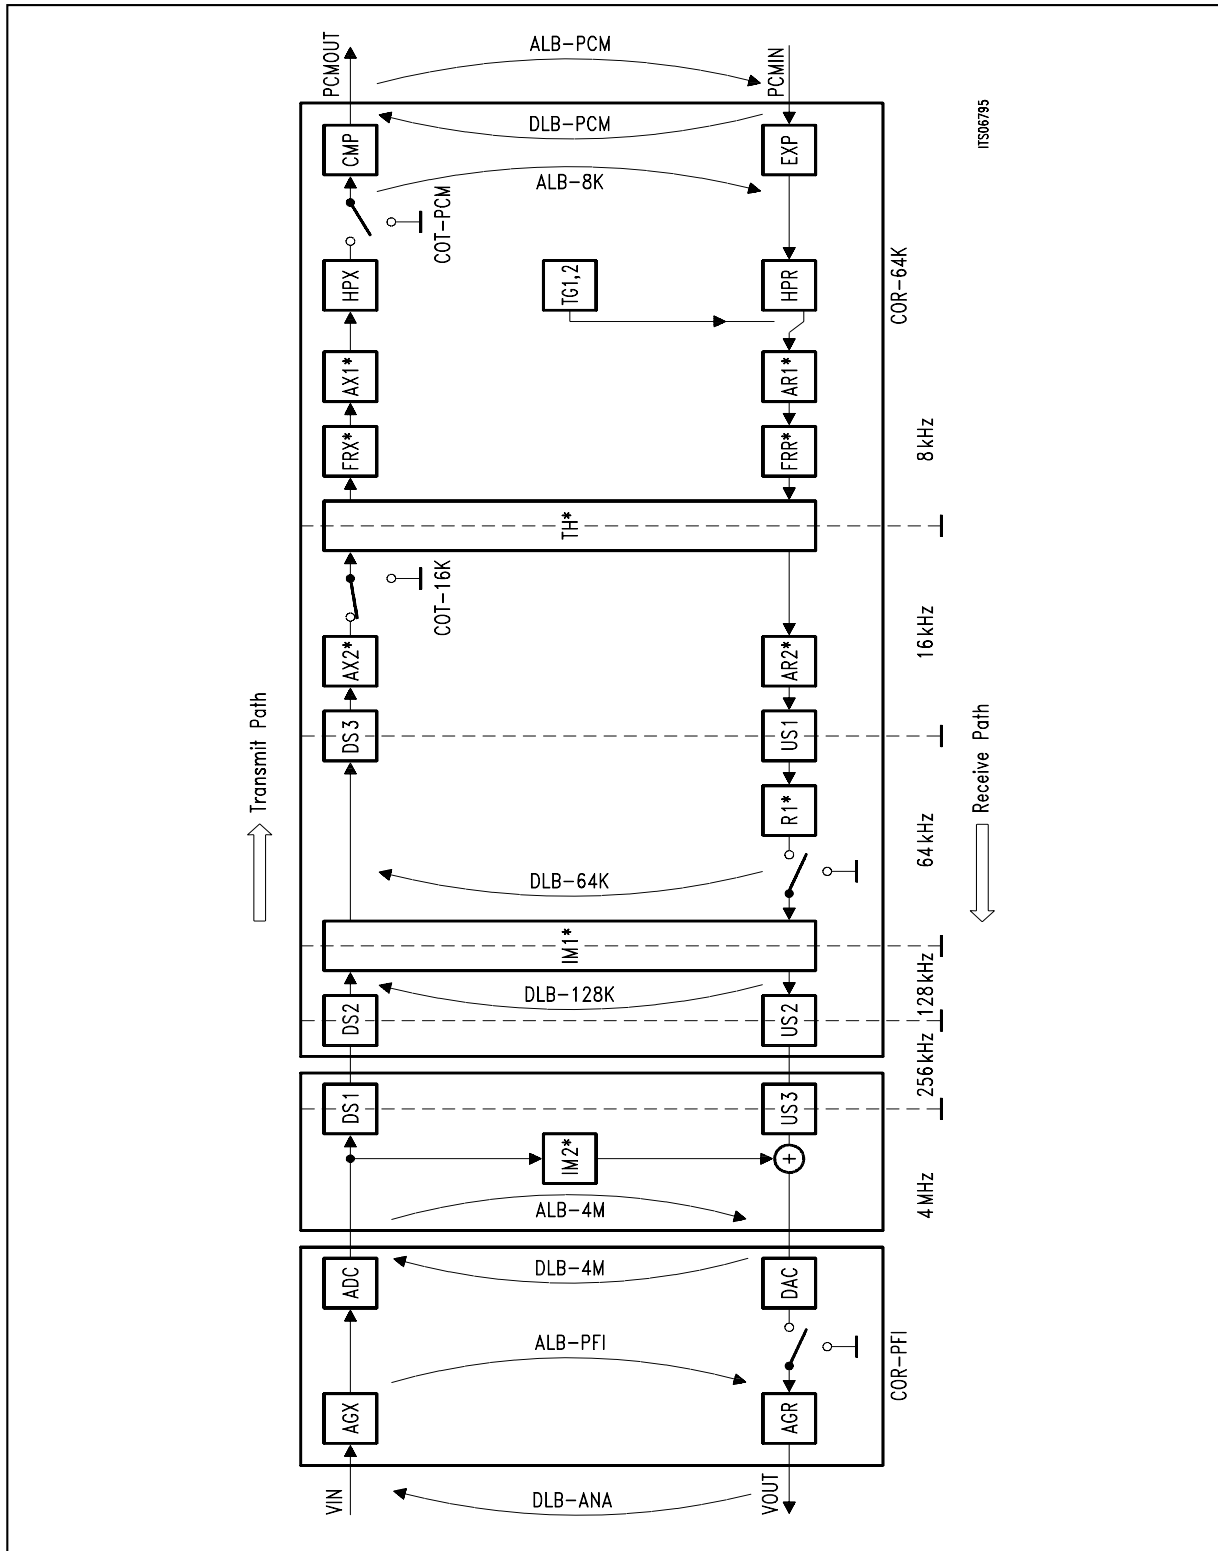 Transmit Path
VIN
AGX
ADC
DS1
DS2
DS3
AX2*
FRX*
AX1*
HPX
CMP
PCMOUT
COT-16K
COT-PCM
DLB-ANA
ALB-PFI
DLB-4M
ALB-4M
IM2*
DLB-128K
IM1*
DLB-64K
TH*
TG1,2
ALB-8K
DLB-PCM
ALB-PCM
VOUT
AGR
DAC
+
US3
US2
R1*
US1
AR2*
FRR*
AR1*
HPR
EXP
PCMIN
COR-PFI
COR-64K
4MHz
256kHz
128kHz
64kHz
16kHz
8kHz
Receive Path
ITS06795